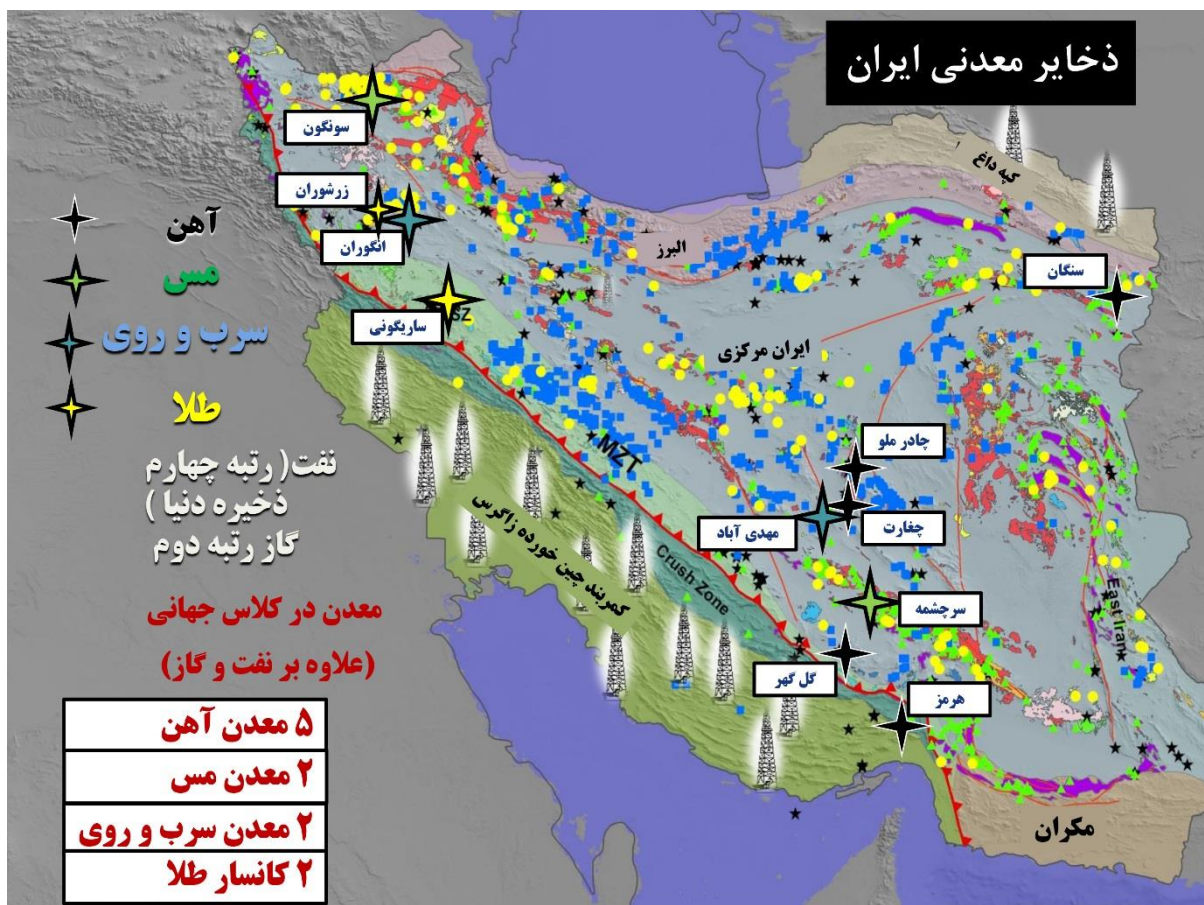 ذخایر معدنی ایران
سونگون
زرشوران
انگوران
ساریگونی
کپه داغ
البرز
سنگان
ایران مرکزی
چادر ملو
چغارت
مهدی آباد
سرچشمه
گل گهر
هرمز
مکران
کمربند چین خورده زاگرس
SZ
MZT
Crush Zone
East Iran
آهن
مس
سرب و روی
طلا
نفت( رتبه چهارم
ذخیره دنیا )
گاز رتبه دوم
معدن در کلاس جهانی
(علاوه بر نفت و گاز)
۵ معدن آهن
۲ معدن مس
۲ معدن سرب و روی
۲ کانسار طلا